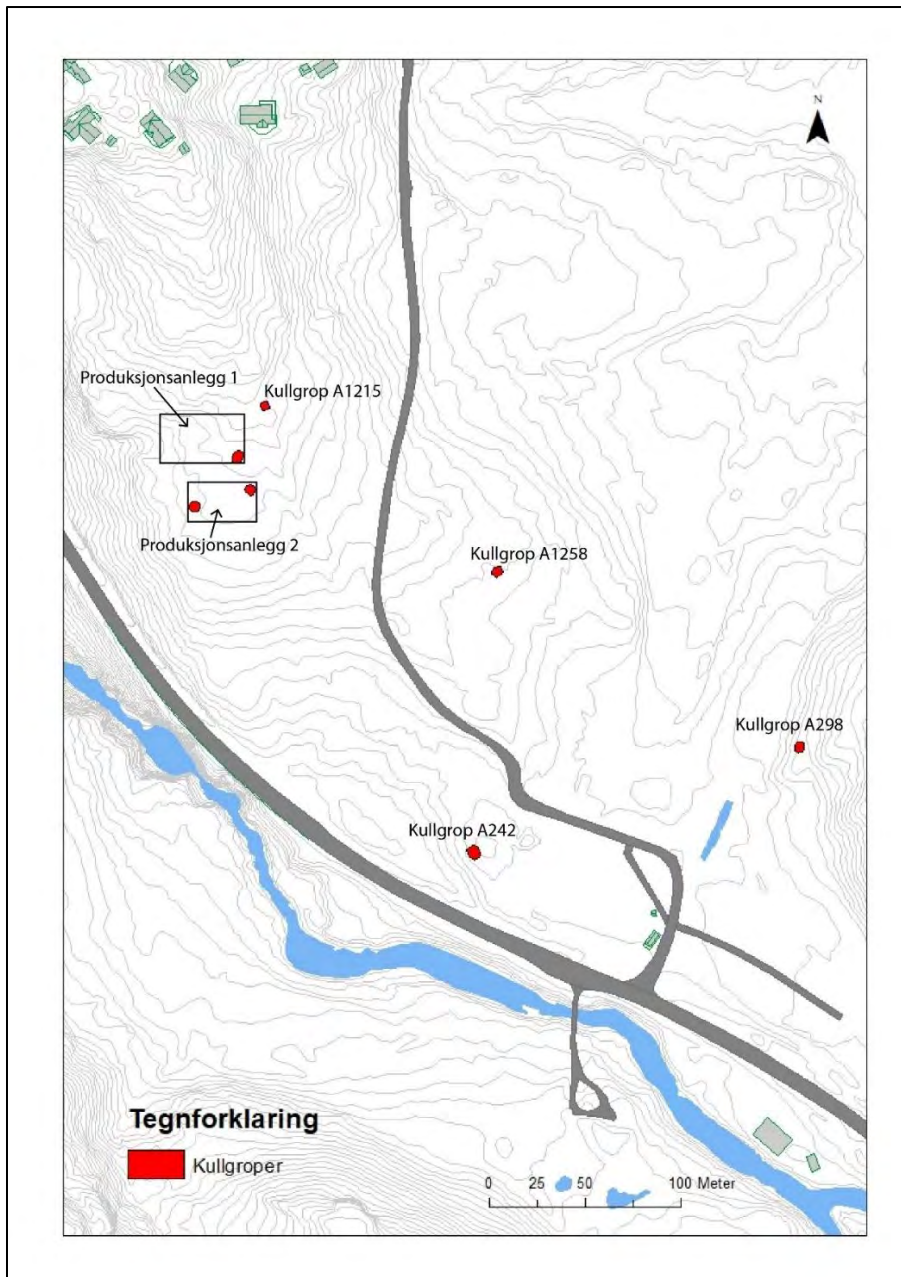 N
Produksjonsanlegg 1
Kullgrop A1215
Produksjonsanlegg 2
Kullgrop A1258
Kullgrop A298
Kullgrop A242
Tegnforklaring
Kullgroper
0 25 50 100 Meter